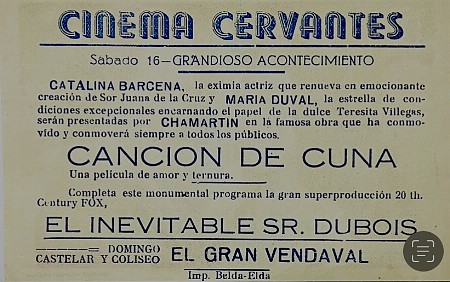 CINEMA CERVANTES
Sabado 16—GRANDIOSO ACONTECIMIENTO
CATALINA BARCENA, la eximia actriz que renueva en emocionante
creación de Sor Juana de la Cruz y MARIA DUVAL, la estrella de con-
diciones excepcionales encarnando el papel de la dulce Teresita Villegas,
serán presentadas por CHAMARTIN en la famosa obra que ha conmo-
vído y conmoverá siempre a todos los públicos.
CANCION DE CUNA
Una película de amor y ternura.
Completa este monumental programa la gran superproducción 20 th.
Century FOX,
EL INEVITABLE SR. DUBOIS
DOMINGO
CASTELAR Y COLISEO EL GRAN VENDAVAL
Imp. Belda-Elda